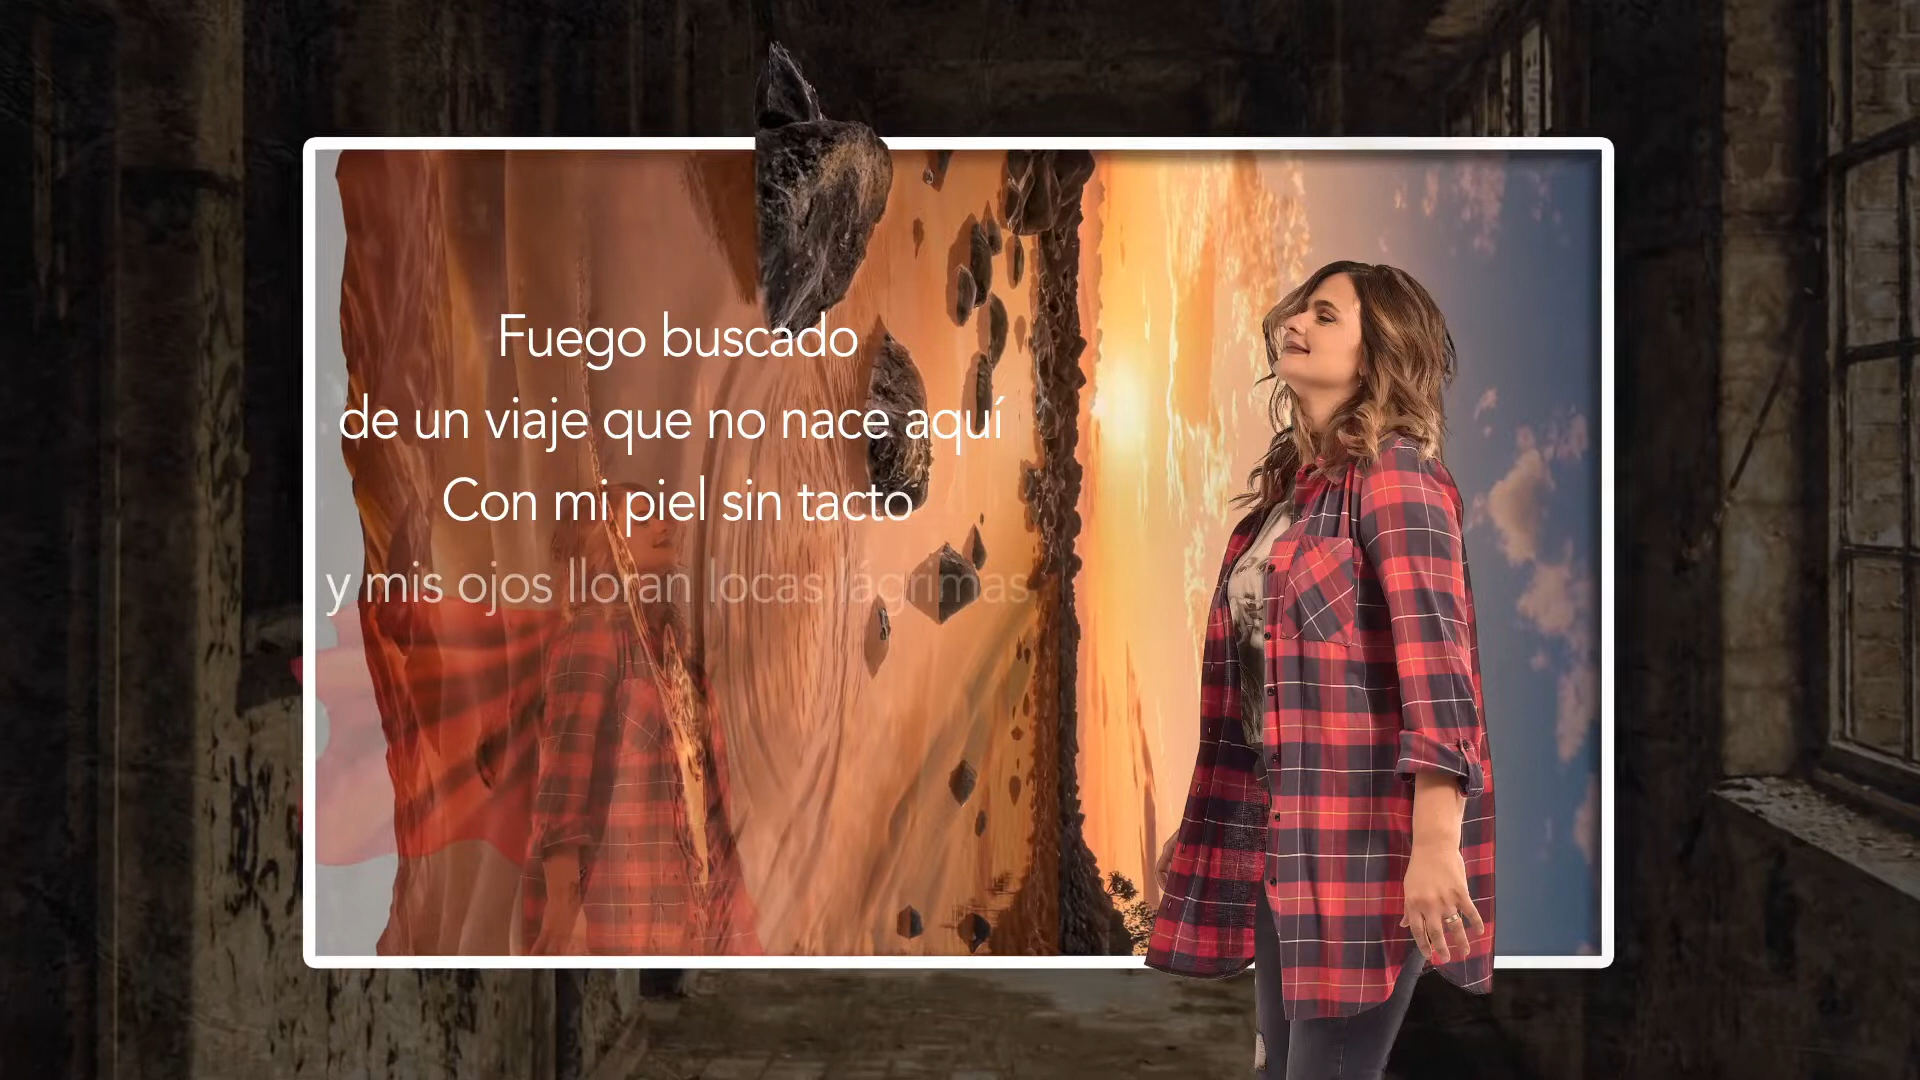 Fuego buscado
de un viaje que no nace aquí
Con mi piel sin tacto
y mis ojos lloran locas lágrimas